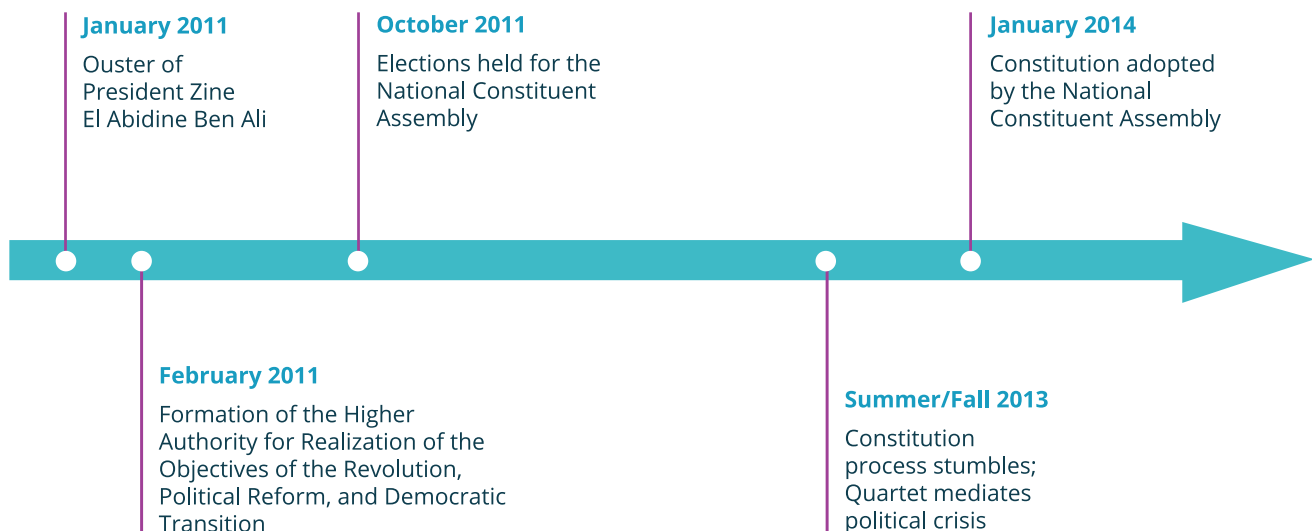 January 2011
Ouster of
President Zine
El Abidine Ben Ali
February 2011
Formation of the Higher
Authority for Realization of the
Objectives of the Revolution,
Political Reform, and Democratic
Transition
October 2011
Elections held for the
National Constituent
Assembly
Summer/Fall 2013
Constitution
process stumbles;
Quartet mediates
political crisis
January 2014
Constitution adopted
by the National
Constituent Assembly